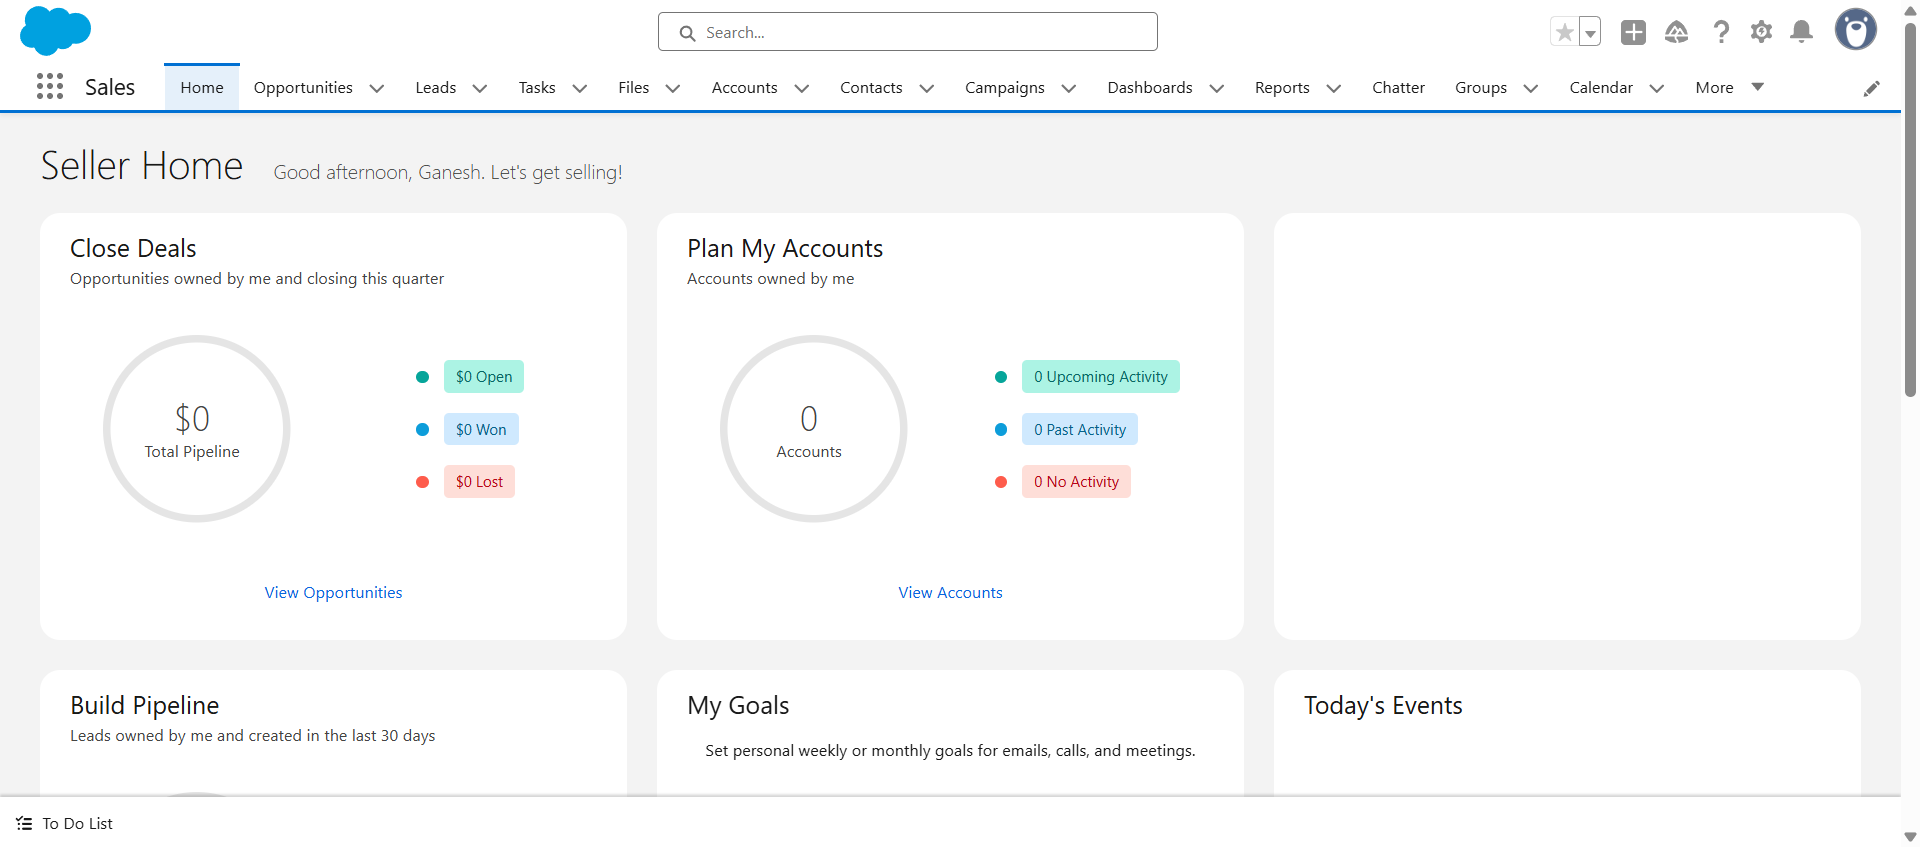 Search...
Sales
Home
Opportunities
Leads
Tasks
Files
Accounts
Contacts
Campaigns
Dashboards
Reports
Chatter
Groups
Calendar
More
Seller Home
Good afternoon, Ganesh. Let's get selling!
Close Deals
Opportunities owned by me and closing this quarter
$0
Total Pipeline
$0 Open
$0 Won
$0 Lost
View Opportunities
Plan My Accounts
Accounts owned by me
0
Accounts
0 Upcoming Activity
0 Past Activity
0 No Activity
View Accounts
Build Pipeline
Leads owned by me and created in the last 30 days
My Goals
Set personal weekly or monthly goals for emails, calls, and meetings.
Today's Events
To Do List